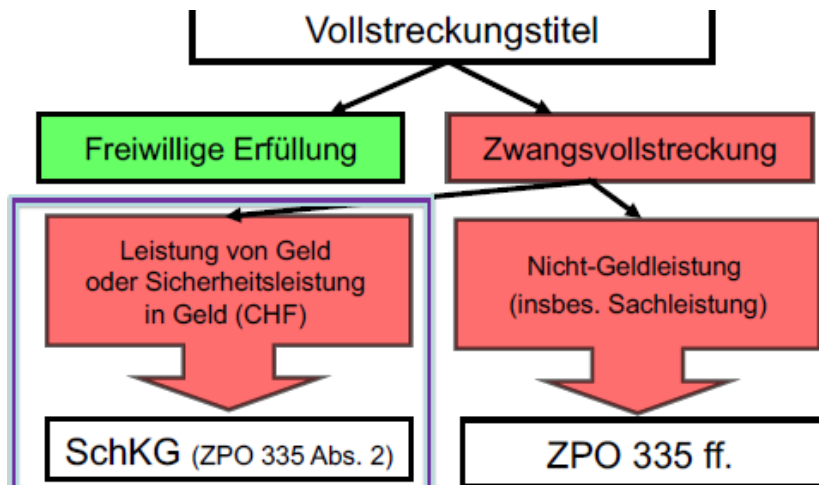 Vollstreckungstitel
Freiwillige Erfüllung
Zwangsvollstreckung
Leistung von Geld
oder Sicherheitsleistung
in Geld (CHF)
Nicht-Geldleistung
(insbes. Sachleistung)
SchKG (ZPO 335 Abs. 2)
ZPO 335 ff.